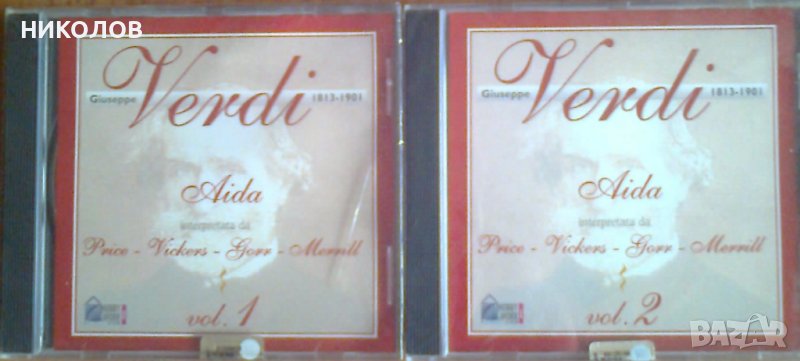 НИКОЛОВ
Giuseppe Verdi 1813-1901
Aida
interpretata da
Price - Vickers - Gorr - Merrill
vol. 1
Giuseppe Verdi 1813-1901
Aida
interpretata da
Price - Vickers - Gorr - Merrill
vol. 2
BAZAR